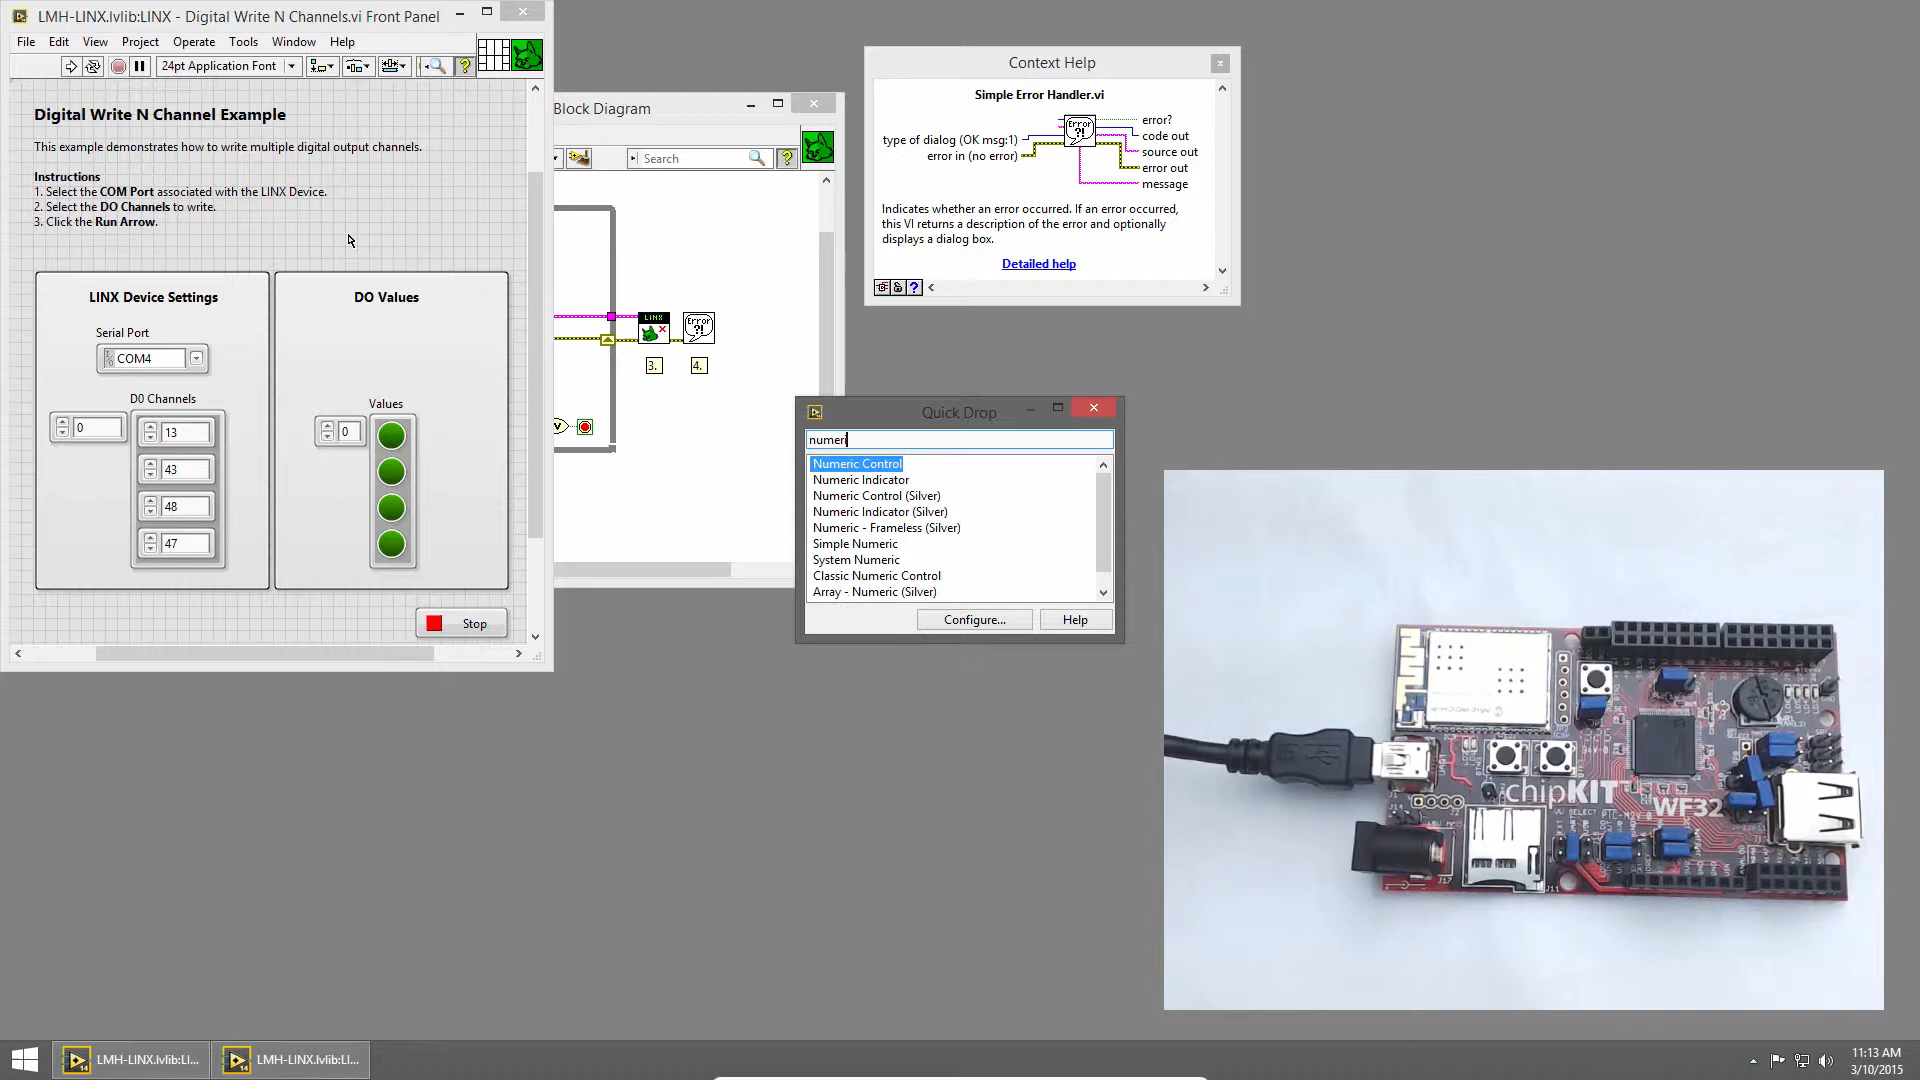 LMH-LINX.lvlib:LINX - Digital Write N Channels.vi Front Panel
File Edit View Project Operate Tools Window Help
24pt Application Font
Digital Write N Channel Example
This example demonstrates how to write multiple digital output channels.
Instructions
1. Select the COM Port associated with the LINX Device.
2. Select the DO Channels to write.
3. Click the Run Arrow.
LINX Device Settings
Serial Port
COM4
D0 Channels
0
13
43
48
47
DO Values
Values
0
Stop
Block Diagram
Search
LINX
Error
?!
3.
4.
Context Help
Simple Error Handler.vi
type of dialog (OK msg:1)
error in (no error)
Error
?!
error?
code out
source out
error out
message
Indicates whether an error occurred. If an error occurred,
this VI returns a description of the error and optionally
displays a dialog box.
Detailed help
Quick Drop
numeri
Numeric Control
Numeric Indicator
Numeric Control (Silver)
Numeric Indicator (Silver)
Numeric - Frameless (Silver)
Simple Numeric
System Numeric
Classic Numeric Control
Array - Numeric (Silver)
Configure...
Help
chipKIT
WF32
J17
J11
LMH-LINX.lvlib:LI...
LMH-LINX.lvlib:LI...
11:13 AM
3/10/2015